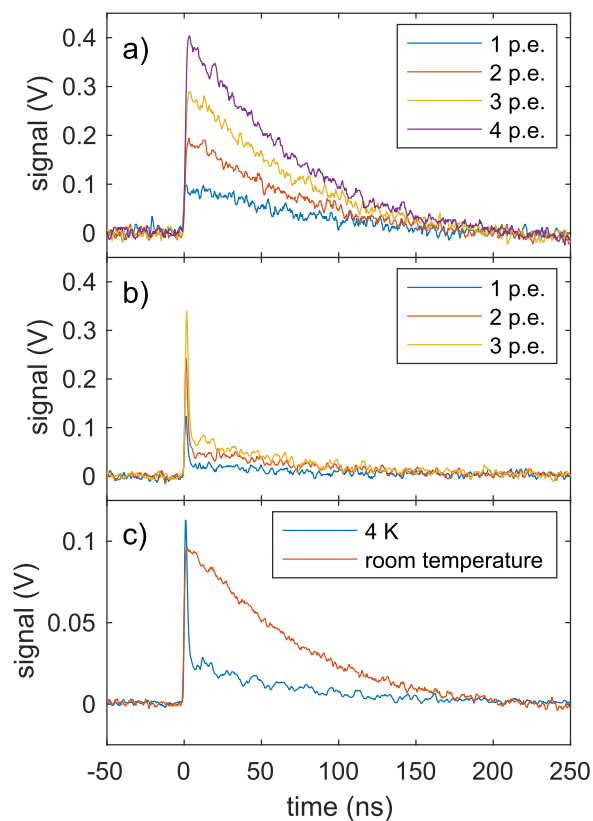 a)
signal (V)
0.4
0.3
0.2
0.1
0
1 p.e.
2 p.e.
3 p.e.
4 p.e.
b)
signal (V)
0.4
0.3
0.2
0.1
0
1 p.e.
2 p.e.
3 p.e.
c)
signal (V)
0.1
0.05
0
4 K
room temperature
-50 0 50 100 150 200 250
time (ns)